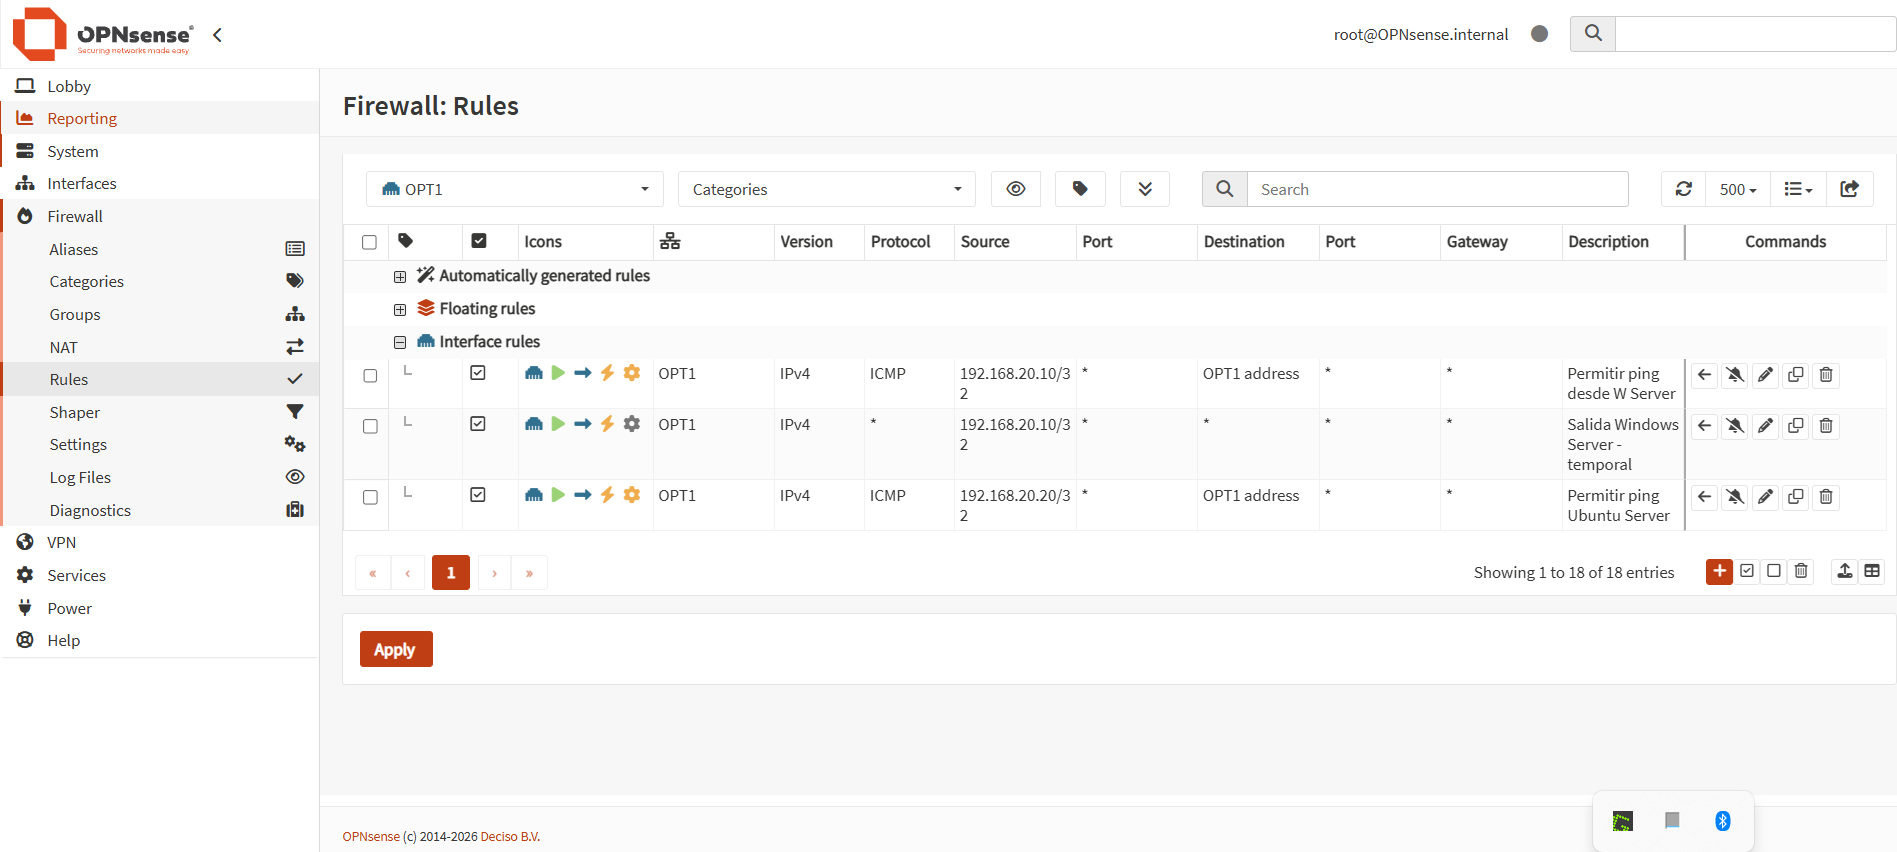 OPNsense®
Securing networks made easy
root@OPNsense.internal
Lobby
Reporting
System
Interfaces
Firewall
Aliases
Categories
Groups
NAT
Rules
Shaper
Settings
Log Files
Diagnostics
VPN
Services
Power
Help
Firewall: Rules
OPT1 Categories Search 500
Icons Version Protocol Source Port Destination Port Gateway Description Commands
Automatically generated rules
Floating rules
Interface rules
OPT1 IPv4 ICMP 192.168.20.10/3 * OPT1 address * * Permitir ping
2 desde W Server
OPT1 IPv4 * 192.168.20.10/3 * * * * Salida Windows
2 Server -
temporal
OPT1 IPv4 ICMP 192.168.20.20/3 * OPT1 address * * Permitir ping
2 Ubuntu Server
« ‹ 1 › » Showing 1 to 18 of 18 entries
Apply
OPNsense (c) 2014-2026 Deciso B.V.